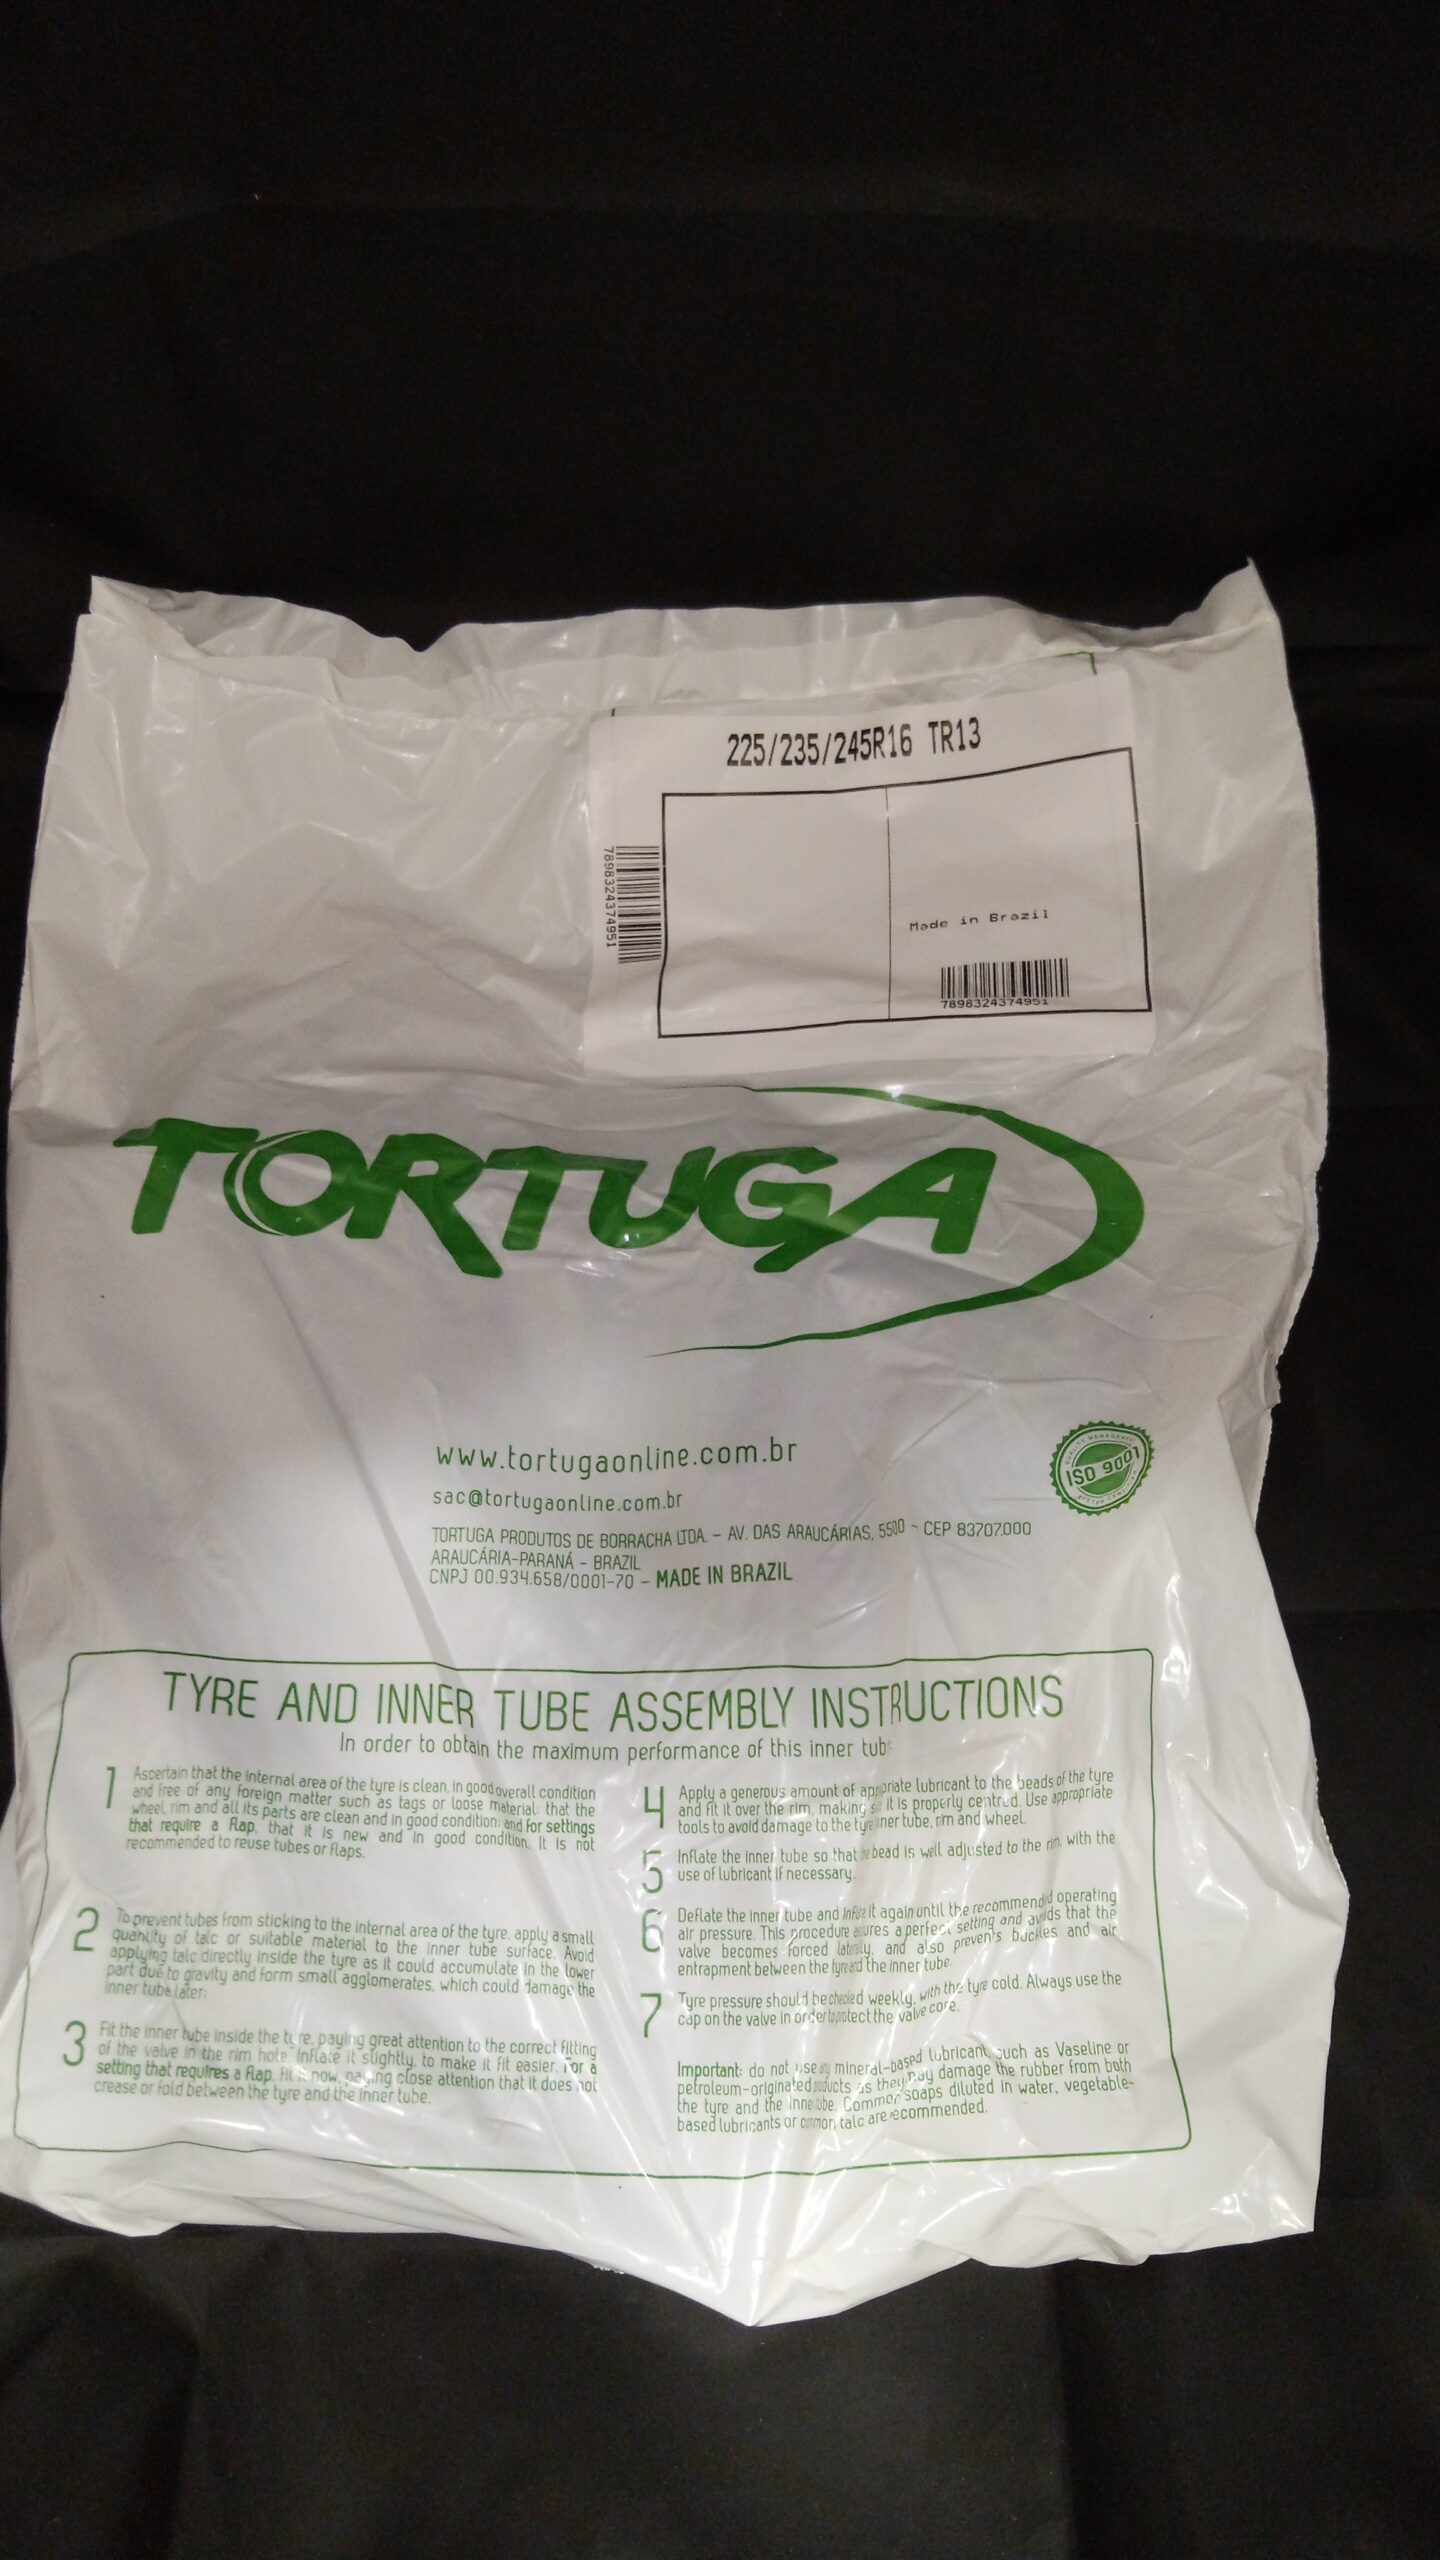 225/235/245R16 TR13
7898324374951
Made in Brazil
7898324374951
TORTUGA
www.tortugaonline.com.br
sac@tortugaonline.com.br
ISO 9001
TORTUGA PRODUTOS DE BORRACHA LTDA. - AV. DAS ARAUCÁRIAS, 5500 - CEP 83707.000
ARAUCÁRIA-PARANÁ - BRAZIL
CNPJ 00.934.658/0001-70 - MADE IN BRAZIL
TYRE AND INNER TUBE ASSEMBLY INSTRUCTIONS
In order to obtain the maximum performance of this inner
1 Ascertain that the internal area of the tyre is clean, in good overall condition
and free of any foreign matter such as tags or loose material; that the
wheel, rim and all its parts are clean and in good condition; and for settings
that require a flap, that it is new and in good condition. It is not
recommended to reuse tubes or flaps.
2 To prevent tubes from sticking to the internal area of the tyre, apply a small
quantity of talc or suitable material to the inner tube surface. Avoid
applying talc directly inside the tyre as it could accumulate in the lower
part due to gravity and form small agglomerates, which could damage the
inner tube later.
3 Fit the inner tube inside the tyre, paying great attention to the correct fitting
of the valve in the rim hole. Inflate it slightly, to make it fit easier. For a
setting that requires a flap, fit it now, paying close attention that it does not
crease or fold between the tyre and the inner tube.
4 Apply a generous amount of lubricant to the beads of the tyre
and fit it over the rim, making it is properly centred. Use appropriate
tools to avoid damage to the tyre, inner tube, rim and wheel.
5 Inflate the inner tube so that the bead is well adjusted to the rim, with the
use of lubricant if necessary.
6 Deflate the inner tube and inflate it again until the recommended operating
air pressure. This procedure assures a perfect setting and avoids that the
valve becomes forced laterally, and also prevents buckles and air
entrapment between the tyre and the inner tube.
7 Tyre pressure should be checked weekly, with the tyre cold. Always use the
cap on the valve in order to protect the valve core.
Important: do not use any mineral-based lubricant such as Vaseline or
petroleum-originated products as they may damage the rubber from both
the tyre and the inner tube. Common soaps diluted in water, vegetable-
based lubricants or common talc are recommended.